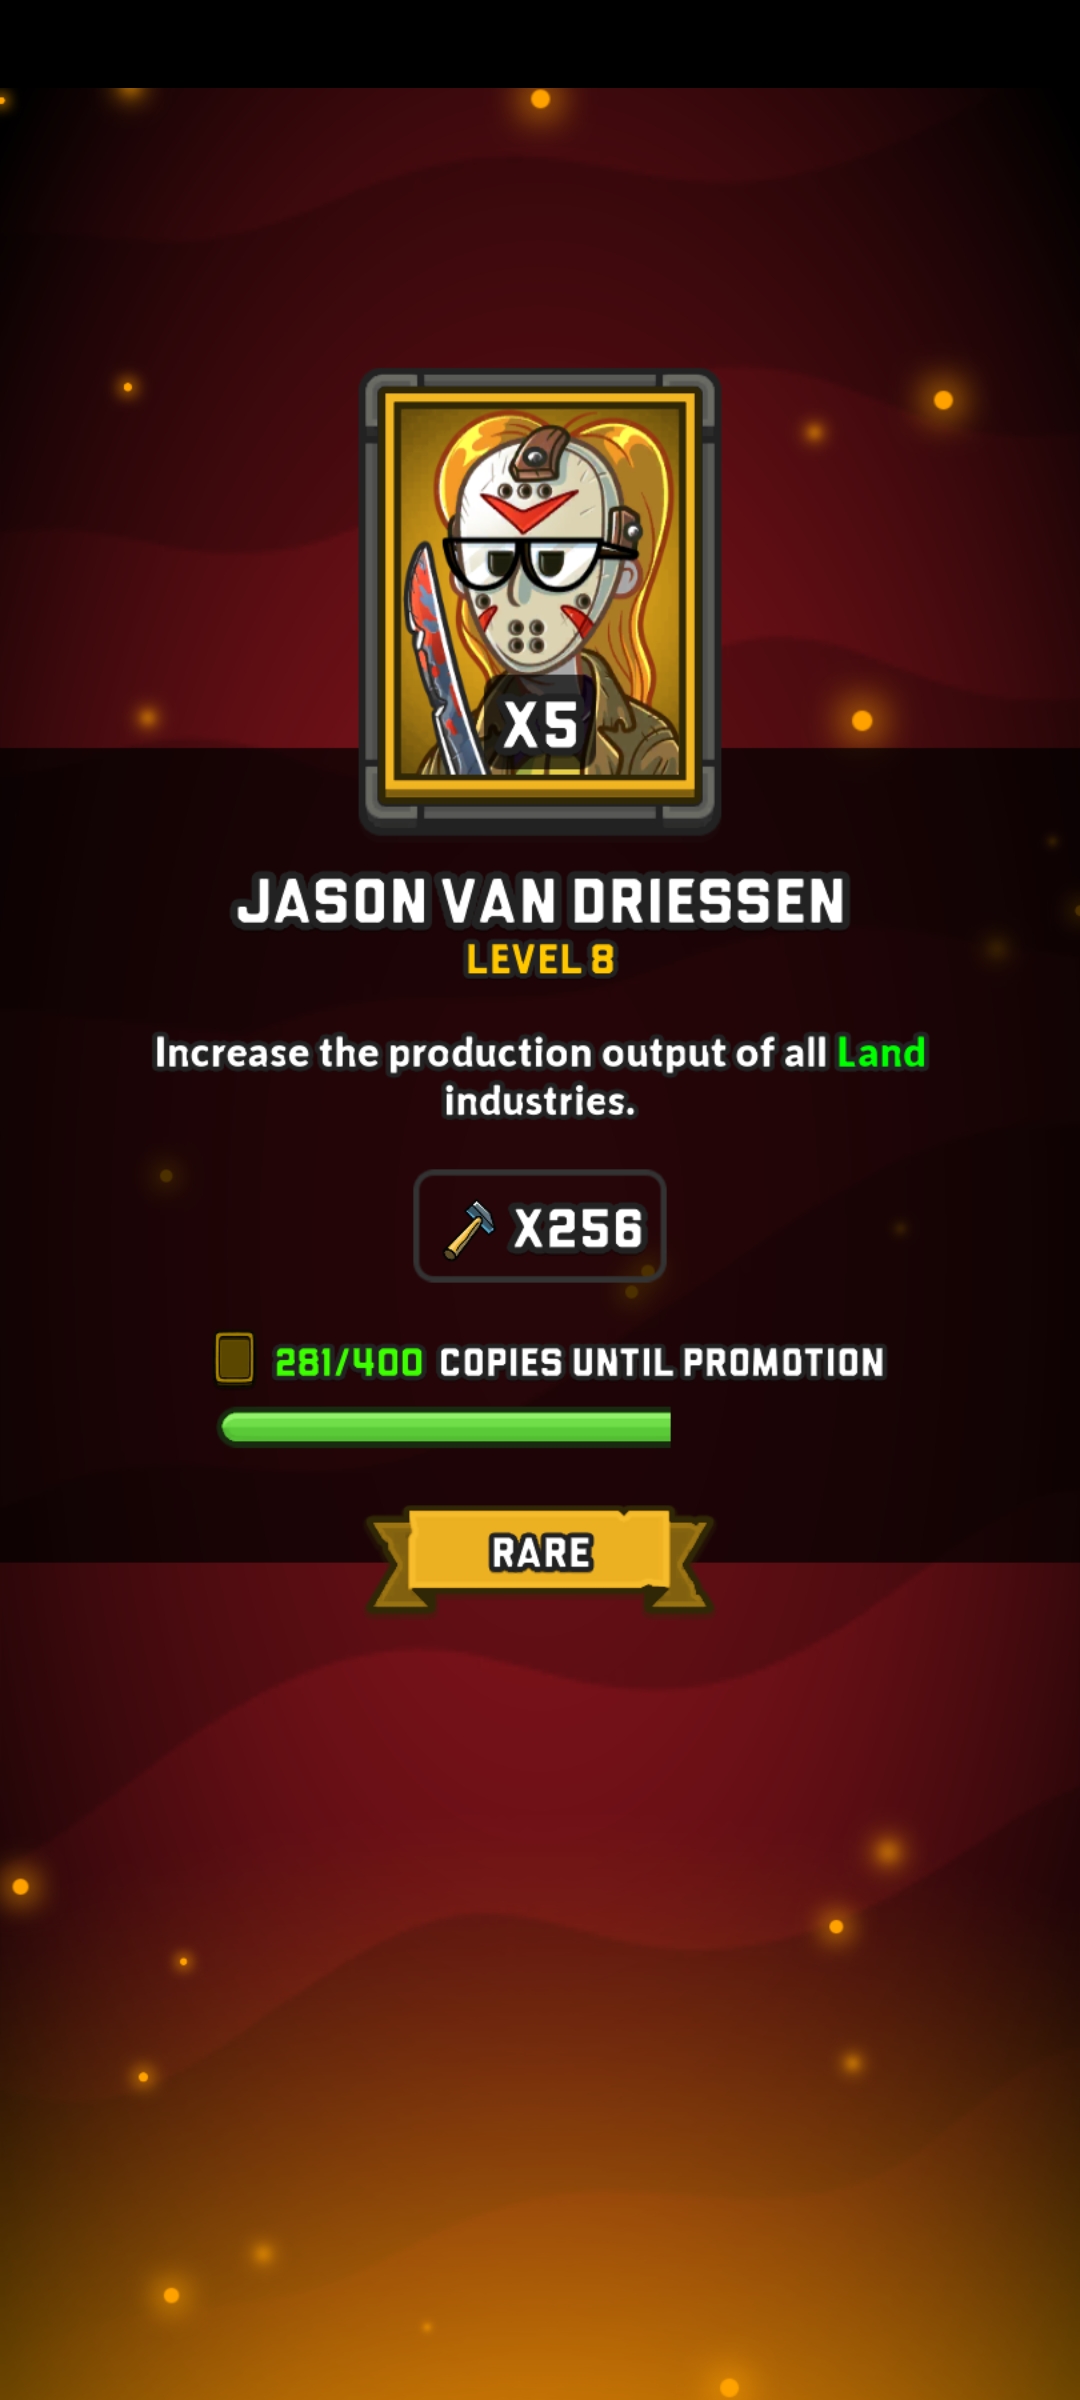 X5
JASON VAN DRIESSEN
LEVEL 8
Increase the production output of all Land
industries.
X256
281/400 COPIES UNTIL PROMOTION
RARE